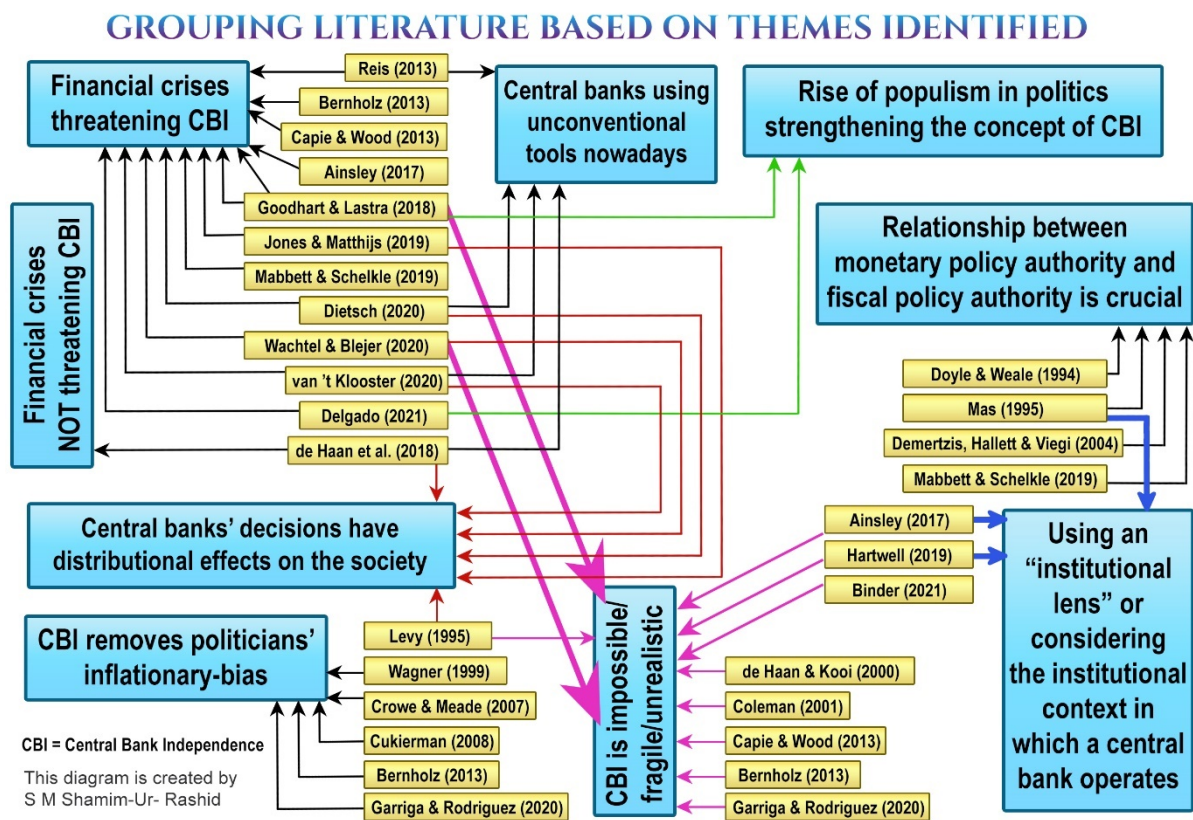 GROUPING LITERATURE BASED ON THEMES IDENTIFIED
Financial crises
threatening CBI
Reis (2013)
Bernholz (2013)
Capie & Wood (2013)
Ainsley (2017)
Goodhart & Lastra (2018)
Jones & Matthijs (2019)
Mabbett & Schelkle (2019)
Dietsch (2020)
Wachtel & Blejer (2020)
van 't Klooster (2020)
Delgado (2021)
de Haan et al. (2018)
Central banks using
unconventional
tools nowadays
Rise of populism in politics
strengthening the concept of CBI
Financial crises
NOT threatening CBI
Relationship between
monetary policy authority and
fiscal policy authority is crucial
Doyle & Weale (1994)
Mas (1995)
Demertzis, Hallett & Viegi (2004)
Mabbett & Schelkle (2019)
Central banks' decisions have
distributional effects on the society
Ainsley (2017)
Hartwell (2019)
Binder (2021)
Using an
“institutional
lens” or
considering
the institutional
context in
which a central
bank operates
CBI removes politicians'
inflationary-bias
Levy (1995)
Wagner (1999)
Crowe & Meade (2007)
Cukierman (2008)
Bernholz (2013)
Garriga & Rodriguez (2020)
CBI is impossible/
fragile/unrealistic
de Haan & Kooi (2000)
Coleman (2001)
Capie & Wood (2013)
Bernholz (2013)
Garriga & Rodriguez (2020)
CBI = Central Bank Independence
This diagram is created by
S M Shamim-Ur- Rashid